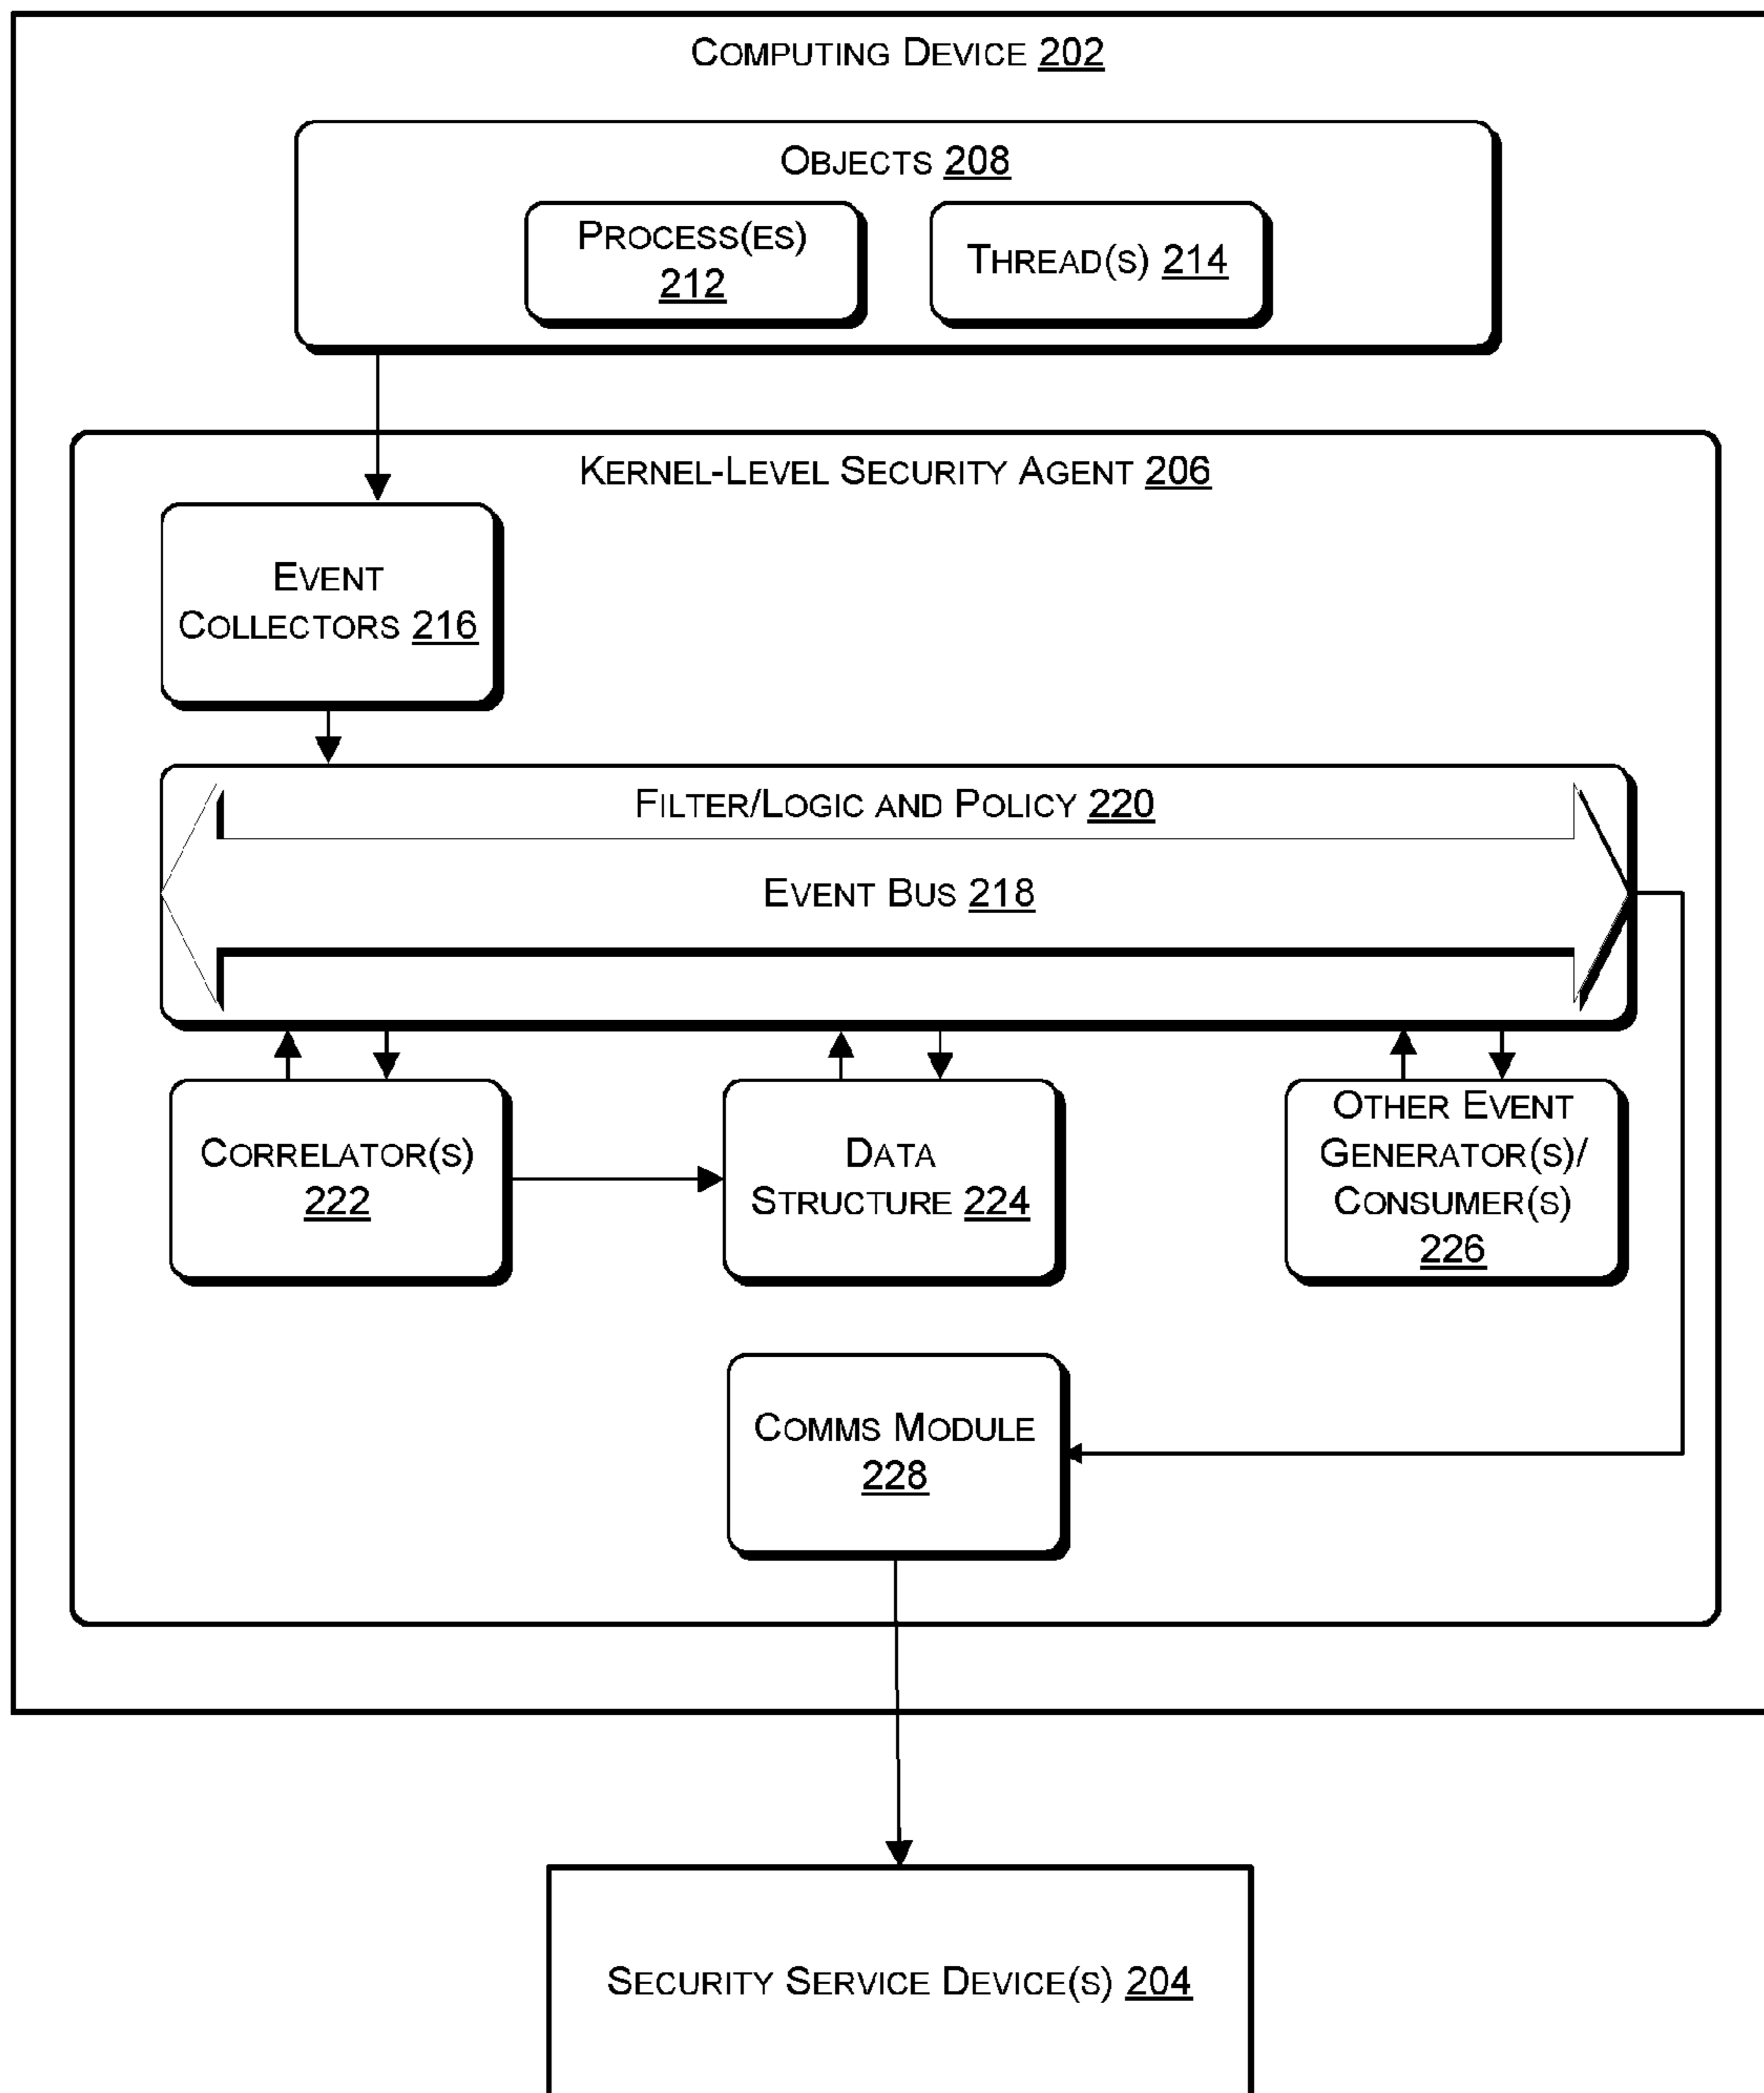 COMPUTING DEVICE 202
OBJECTS 208
PROCESS(ES)
212
THREAD(S) 214
KERNEL-LEVEL SECURITY AGENT 206
EVENT
COLLECTORS 216
FILTER/LOGIC AND POLICY 220
EVENT BUS 218
CORRELATOR(S)
222
DATA
STRUCTURE 224
OTHER EVENT
GENERATOR(S)/
CONSUMER(S)
226
COMMS MODULE
228
SECURITY SERVICE DEVICE(S) 204